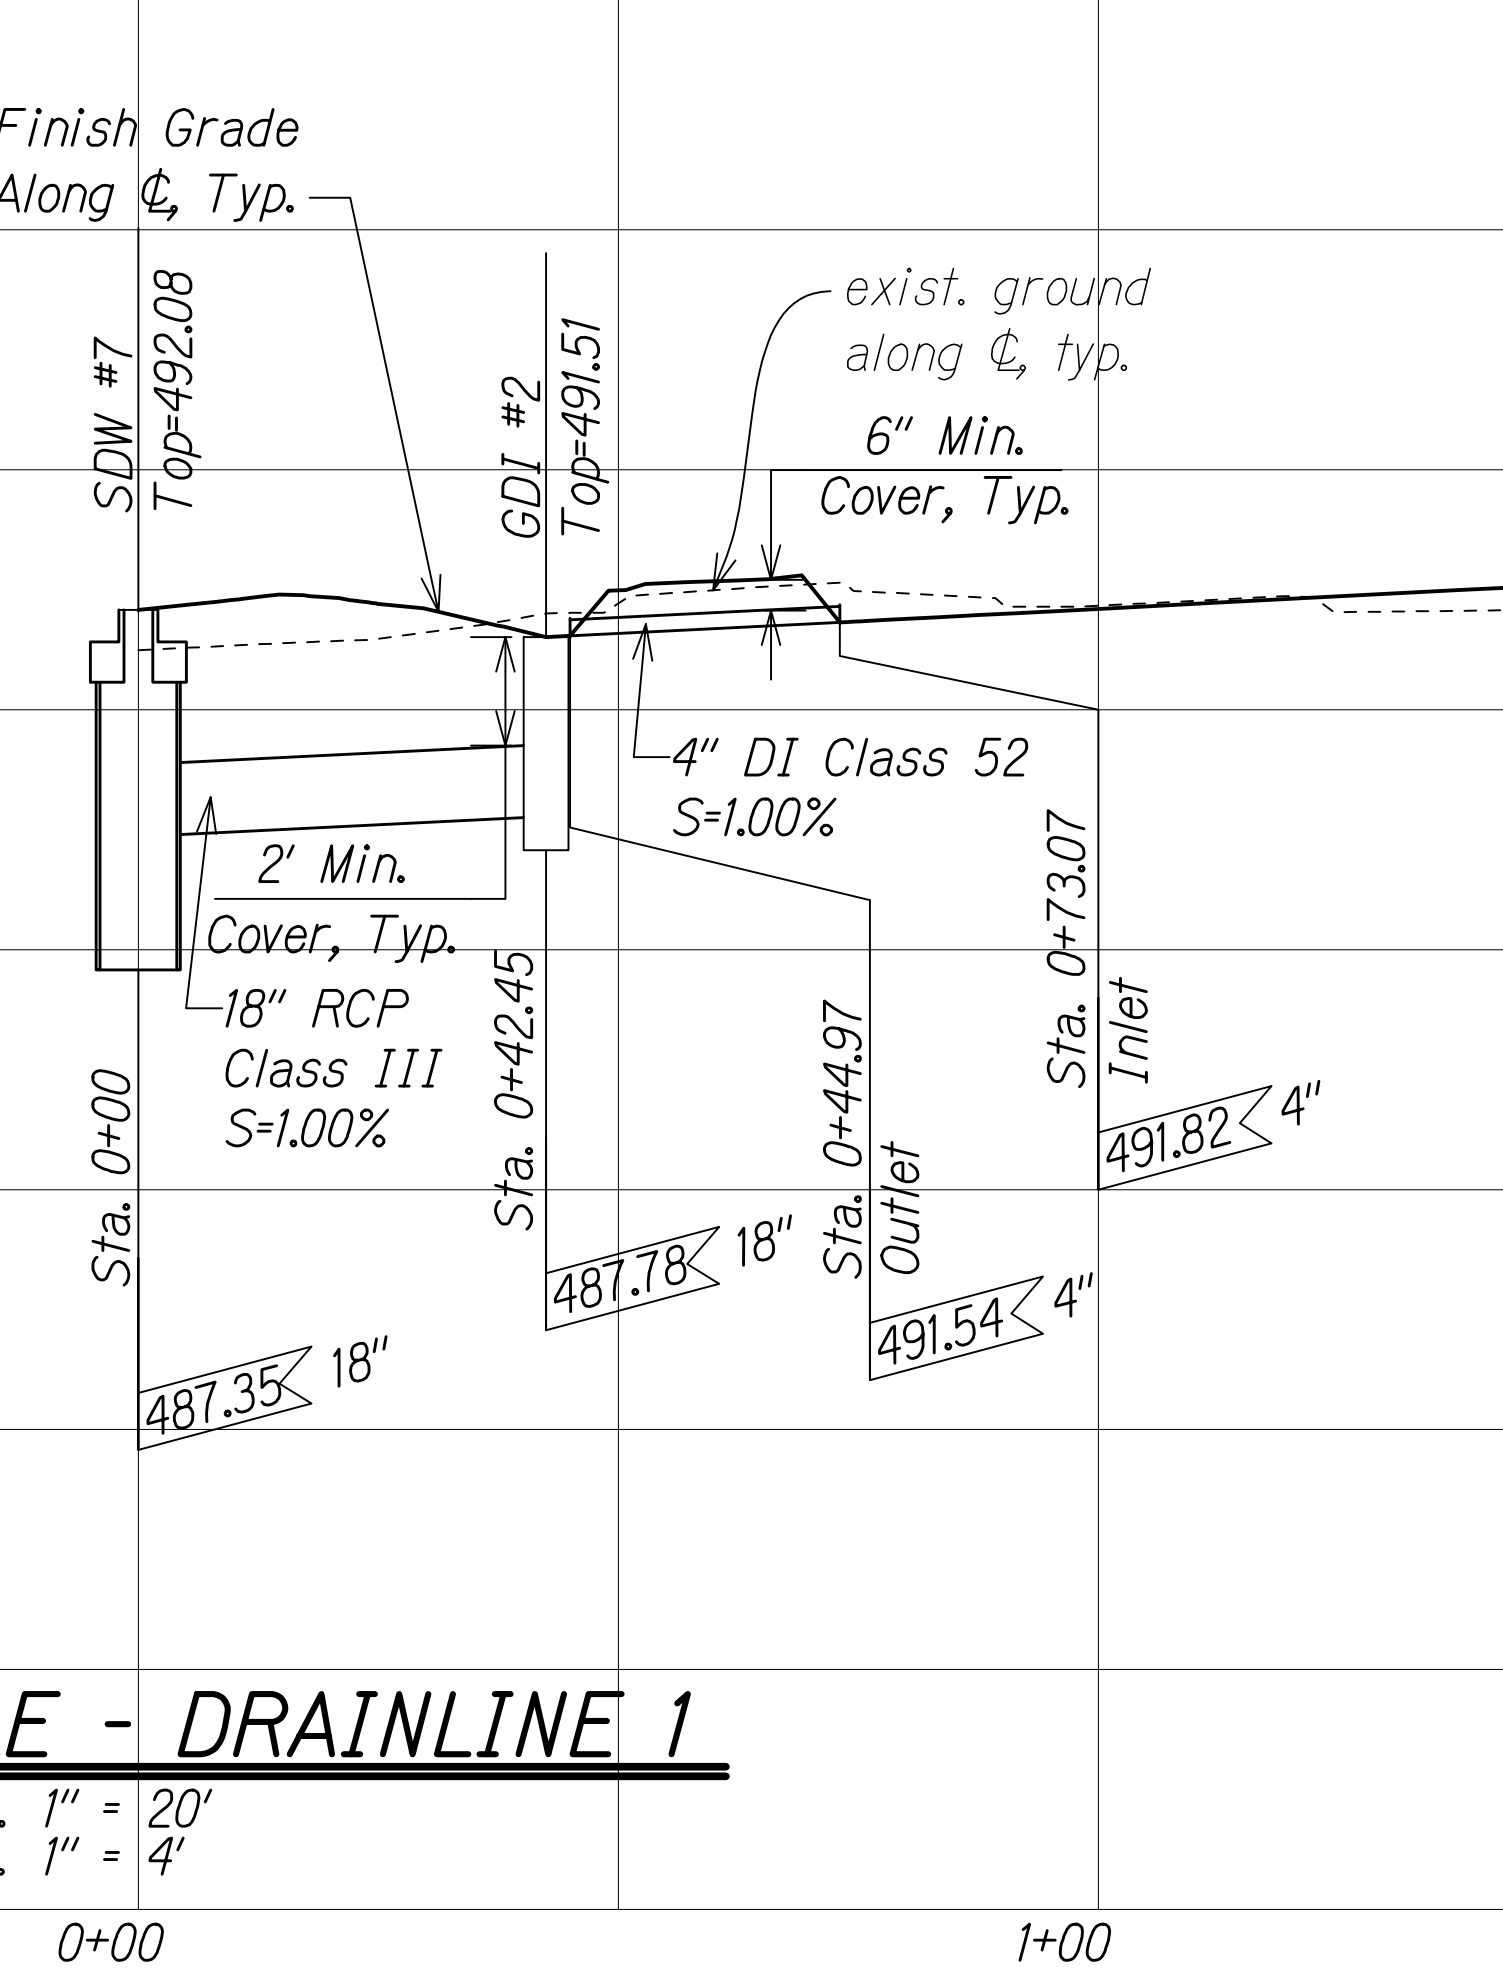 Finish Grade
Along ℄, Typ.
SDW #7
Top=492.08
GDI #2
Top=491.51
exist. ground
along ℄, typ.
6" Min.
Cover, Typ.
4" DI Class 52
S=1.00%
2' Min.
Cover, Typ.
18" RCP
Class III
S=1.00%
Sta. 0+00
Sta. 0+42.45
Sta. 0+44.97
Outlet
Sta. 0+73.07
Inlet
491.82 4"
487.78 18"
491.54 4"
487.35 18"
E - DRAINLINE 1
. 1" = 20'
. 1" = 4'
0+00
1+00